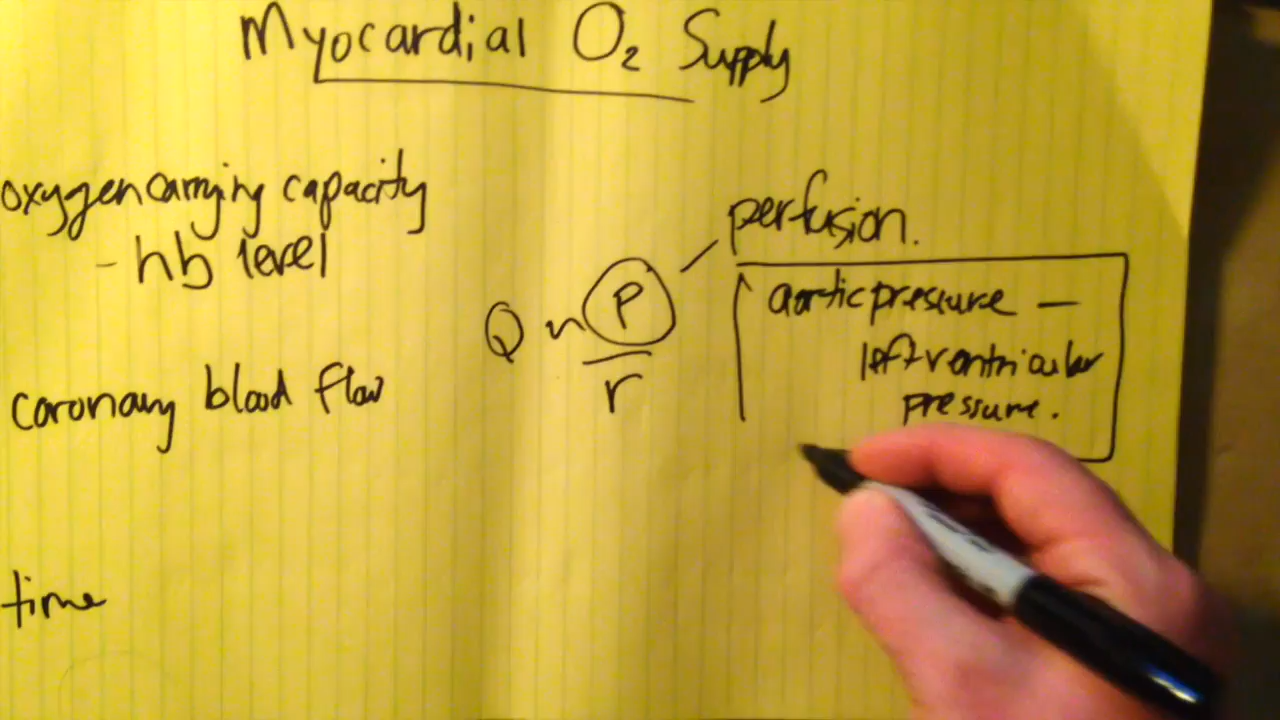 Myocardial O₂ Supply
oxygen carrying capacity
- hb level
coronary blood flow
time
Q ∝ P
r
perfusion.
aortic pressure —
left ventricular
pressure.